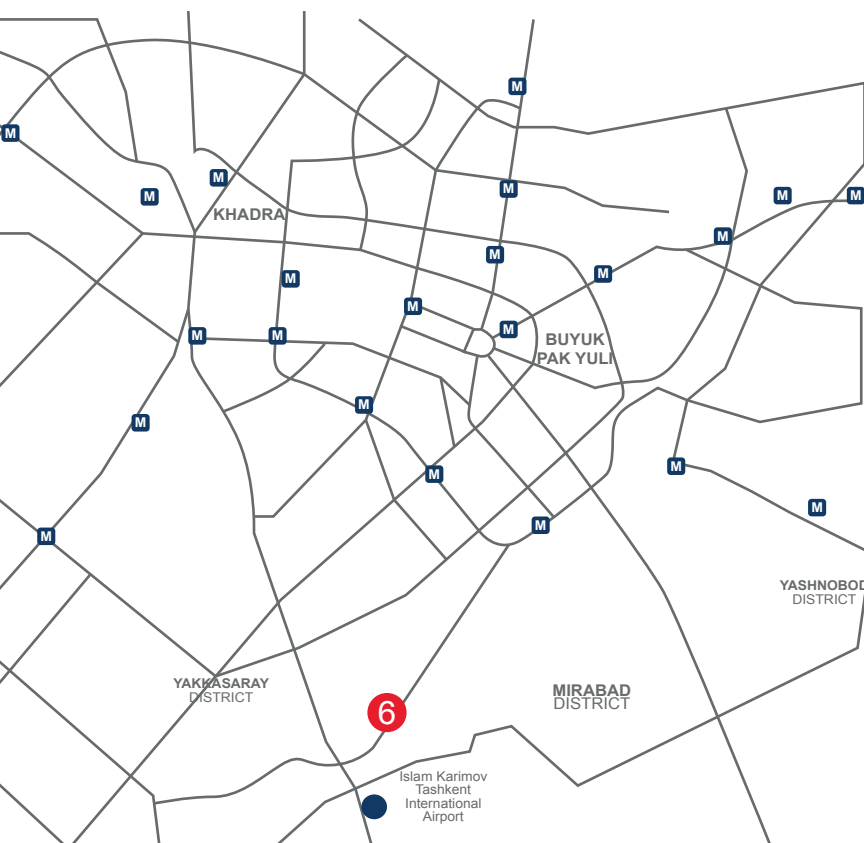 M
M
M
M
M
KHADRA
M
M
M
M
M
M
M
M
M
M
M
BUYUK
PAK YULI
M
M
M
M
M
M
M
YASHNOBOD
DISTRICT
YAKKASARAY
DISTRICT
MIRABAD
DISTRICT
6
Islam Karimov
Tashkent
International
Airport